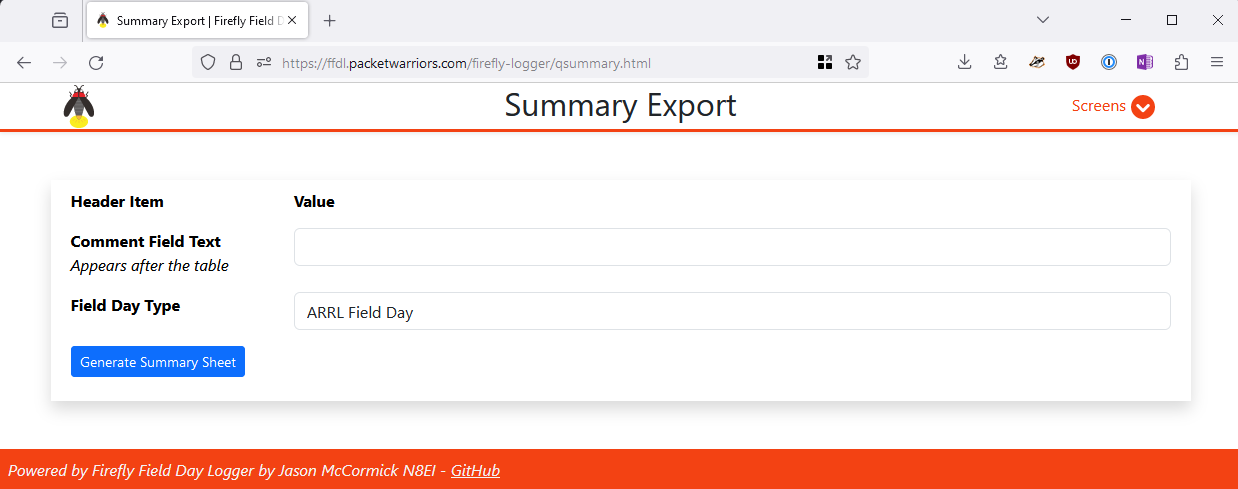 Summary Export | Firefly Field D
https://ffdl.packetwarriors.com/firefly-logger/qsummary.html
Summary Export
Screens
Header Item
Value
Comment Field Text
Appears after the table
Field Day Type
ARRL Field Day
Generate Summary Sheet
Powered by Firefly Field Day Logger by Jason McCormick N8EI - GitHub